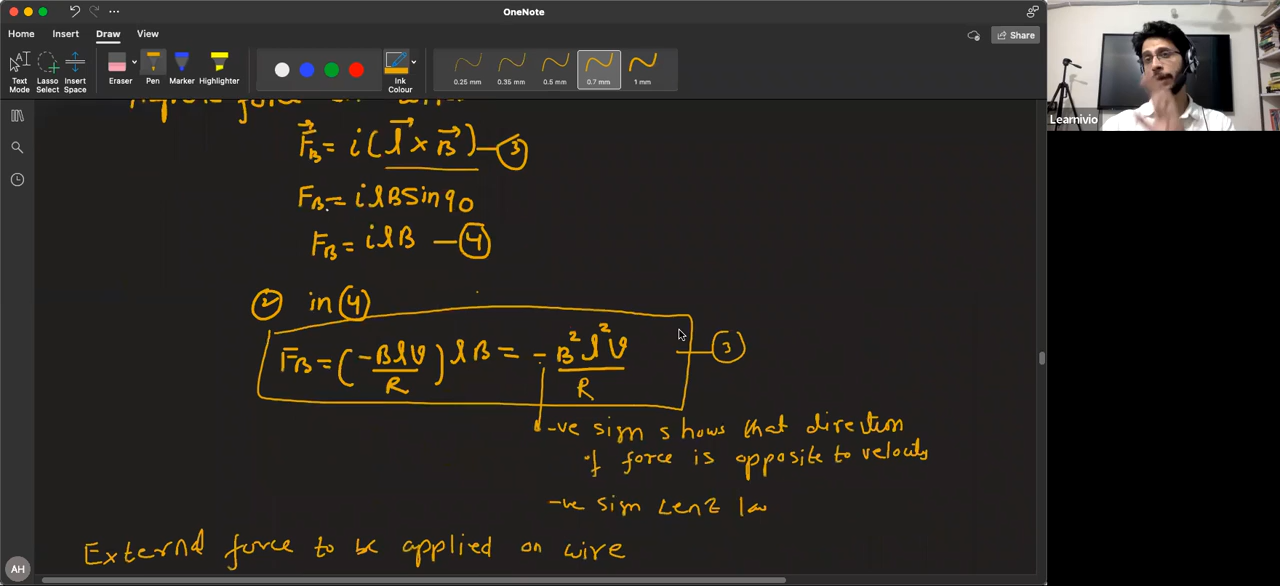 OneNote
Home Insert Draw View
Share
Text Mode
Lasso Select
Insert Space
Eraser
Pen
Marker
Highlighter
Ink Colour
0.25 mm
0.35 mm
0.5 mm
0.7 mm
1 mm
Learnivio
force on
F⃗B = i(l⃗ × B⃗) — ③
FB = ilBSin90
FB = ilB — ④
② in ④
FB = (-Blv/R) lB = -B²l²v/R — ③
-ve sign shows that direction
of force is opposite to velocity
-ve sign Lenz law
External force to be applied on wire
AH